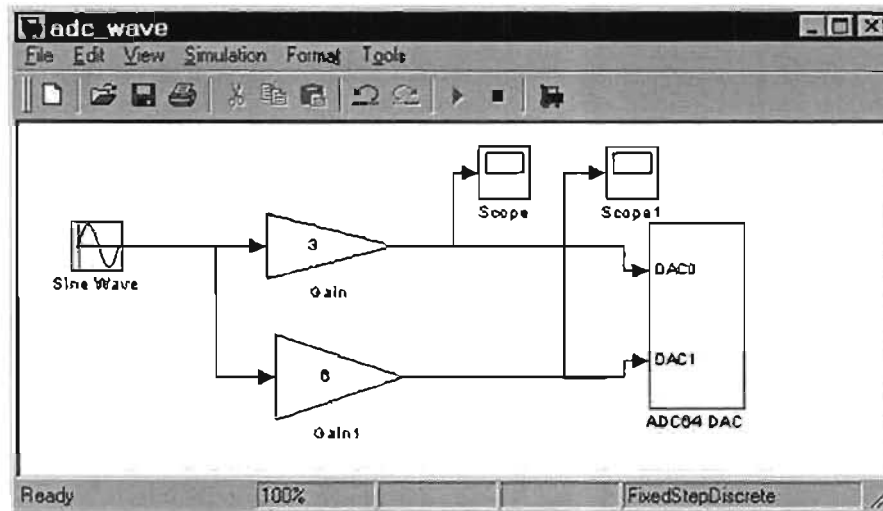 adc_wave
File Edit View Simulation Format Tools
Scope Scope1
3
DAC0
Sine Wave
Gain
6
DAC1
Gain1
ADC64 DAC
Ready 100% FixedStepDiscrete